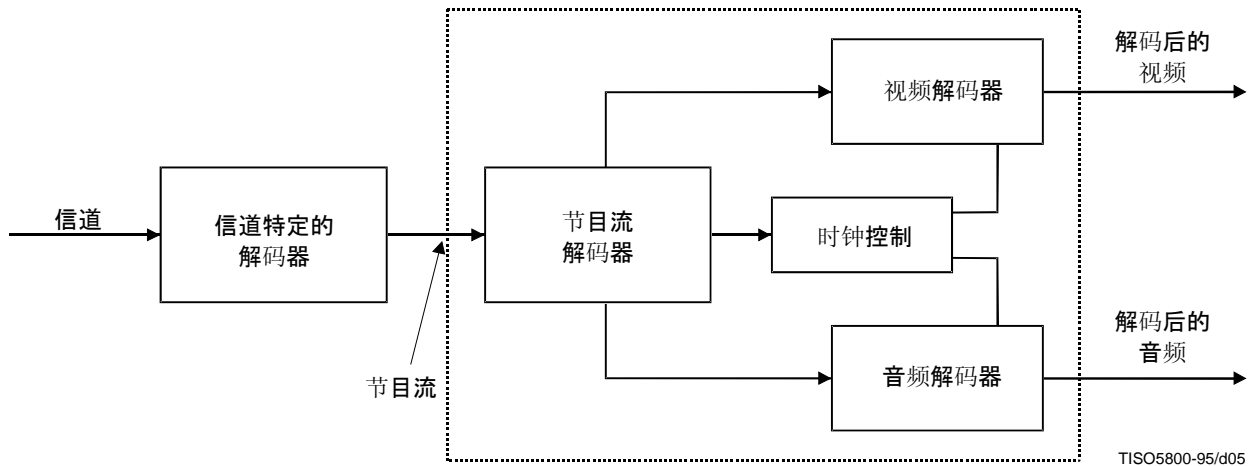 解码后的
视频
视频解码器
信道
信道特定的
解码器
节目流
解码器
时钟控制
节目流
音频解码器
解码后的
音频
TISO5800-95/d05